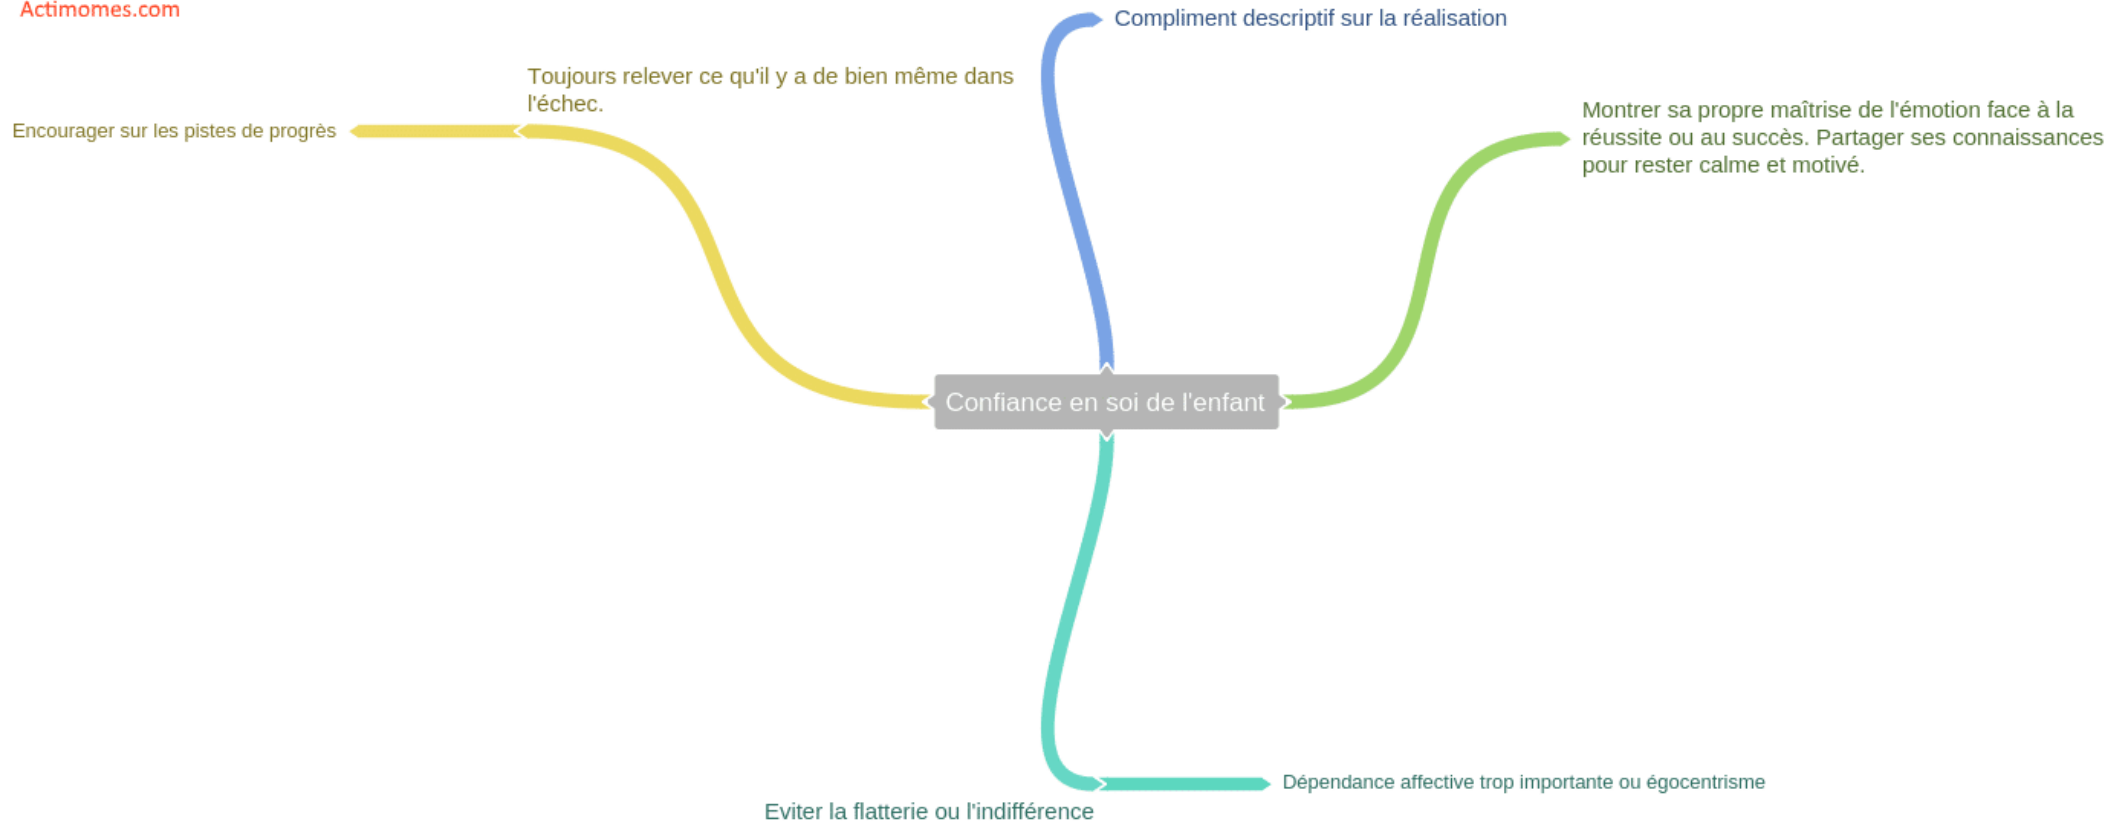 Actimomes.com
Compliment descriptif sur la réalisation
Toujours relever ce qu'il y a de bien même dans
l'échec.
Encourager sur les pistes de progrès
Montrer sa propre maîtrise de l'émotion face à la
réussite ou au succès. Partager ses connaissances
pour rester calme et motivé.
Confiance en soi de l'enfant
Dépendance affective trop importante ou égocentrisme
Eviter la flatterie ou l'indifférence